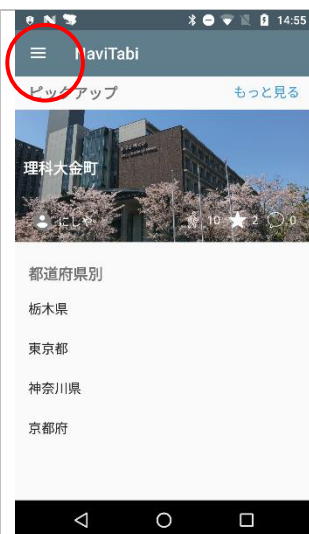 14:55
NaviTabi
ピックアップ もっと見る
理科大金町
にしや
10 2 0
都道府県別
栃木県
東京都
神奈川県
京都府